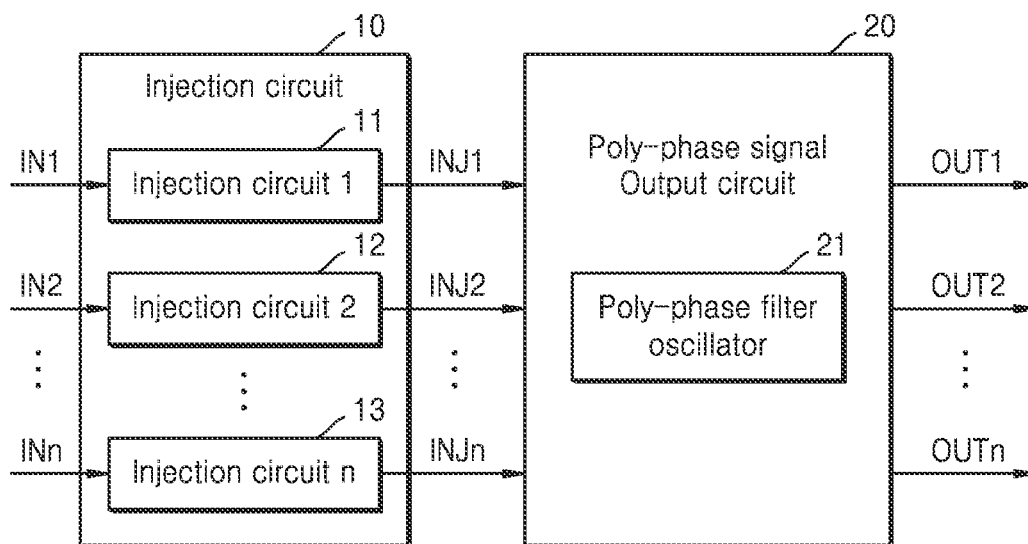 10
20
Injection circuit
11
IN1
Injection circuit 1
INJ1
Poly-phase signal
Output circuit
OUT1
12
21
IN2
Injection circuit 2
INJ2
Poly-phase filter
oscillator
OUT2
13
INn
Injection circuit n
INJn
OUTn